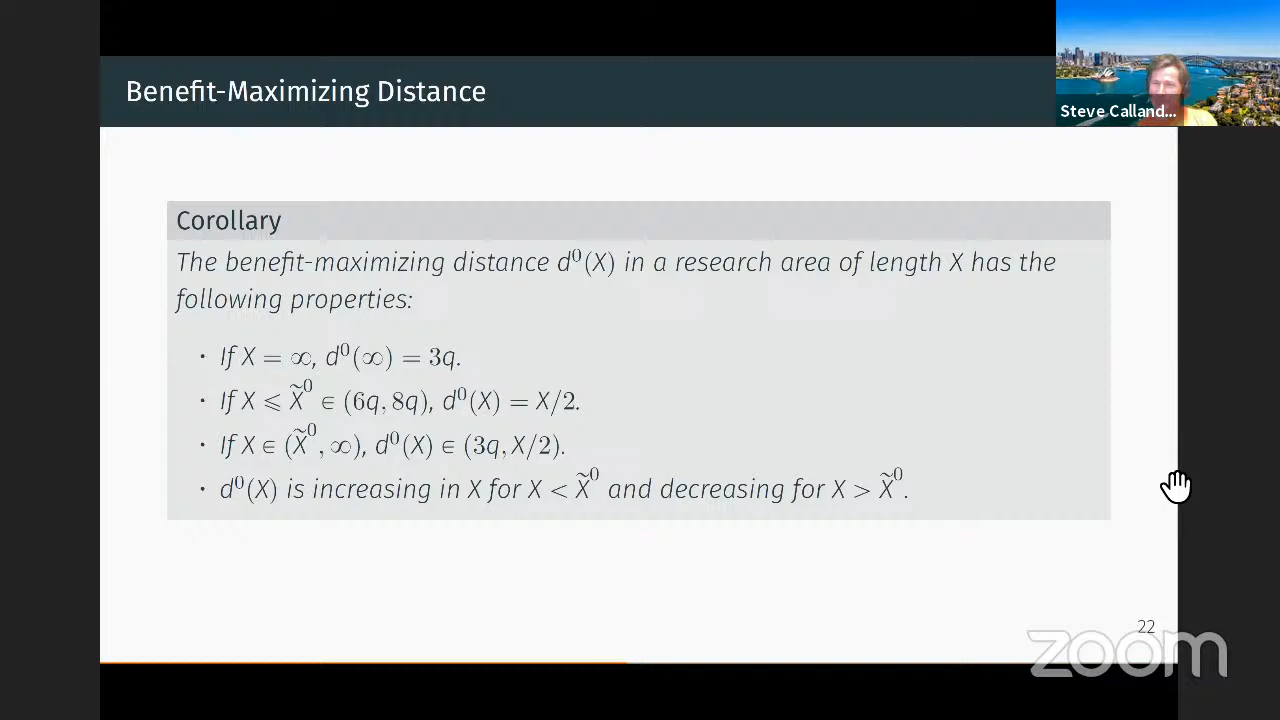 Benefit-Maximizing Distance
Steve Calland...
Corollary
The benefit-maximizing distance d⁰(X) in a research area of length X has the
following properties:
· If X = ∞, d⁰(∞) = 3q.
· If X ⩽ X̃⁰ ∈ (6q, 8q), d⁰(X) = X/2.
· If X ∈ (X̃⁰, ∞), d⁰(X) ∈ (3q, X/2).
· d⁰(X) is increasing in X for X < X̃⁰ and decreasing for X > X̃⁰.
22
zoom